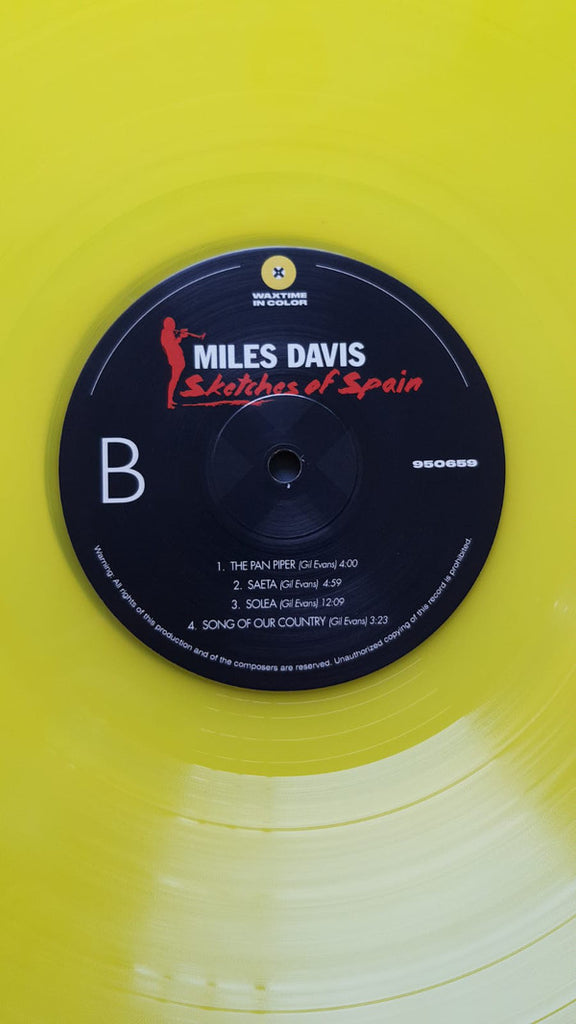 WAXTIME
IN COLOR
MILES DAVIS
Sketches of Spain
B
950659
1. THE PAN PIPER (Gil Evans) 4:00
2. SAETA (Gil Evans) 4:59
3. SOLEA (Gil Evans) 12:09
4. SONG OF OUR COUNTRY (Gil Evans) 3:23
Warning: All rights of this production and of the composers are reserved. Unauthorized copying of this record is prohibited.